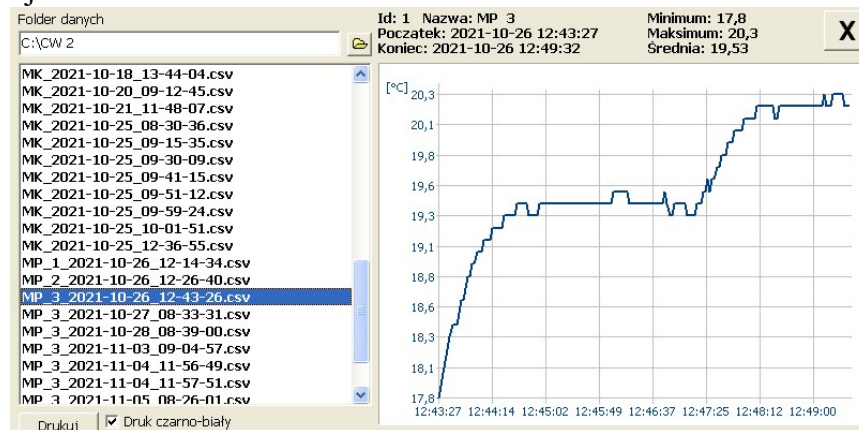 Folder danych
C:\CW 2
MK_2021-10-18_13-44-04.csv
MK_2021-10-20_09-12-45.csv
MK_2021-10-21_11-48-07.csv
MK_2021-10-25_08-30-36.csv
MK_2021-10-25_09-15-35.csv
MK_2021-10-25_09-30-09.csv
MK_2021-10-25_09-41-15.csv
MK_2021-10-25_09-51-12.csv
MK_2021-10-25_09-59-24.csv
MK_2021-10-25_10-01-51.csv
MK_2021-10-25_12-36-55.csv
MP_1_2021-10-26_12-14-34.csv
MP_2_2021-10-26_12-26-40.csv
MP_3_2021-10-26_12-43-26.csv
MP_3_2021-10-27_08-33-31.csv
MP_3_2021-10-28_08-39-00.csv
MP_3_2021-11-03_09-04-57.csv
MP_3_2021-11-04_11-56-49.csv
MP_3_2021-11-04_11-57-51.csv
MP_3_2021-11-05_08-26-01.csv
Drukuj
Druk czarno-biały
Id: 1 Nazwa: MP_3
Początek: 2021-10-26 12:43:27
Koniec: 2021-10-26 12:49:32
Minimum: 17,8
Maksimum: 20,3
Średnia: 19,53
X
[°C]
20,3
20,1
19,8
19,6
19,3
19,1
18,8
18,6
18,3
18,1
17,8
12:43:27 12:44:14 12:45:02 12:45:49 12:46:37 12:47:25 12:48:12 12:49:00